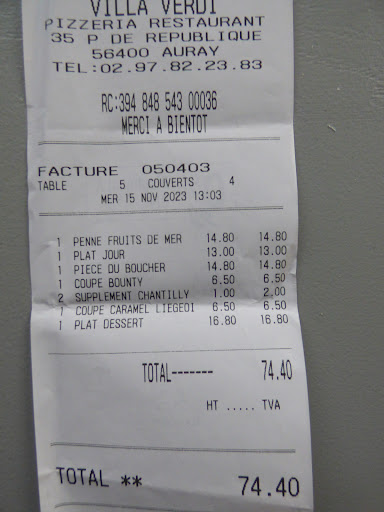 VILLA VERDI
PIZZERIA RESTAURANT
35 P DE REPUBLIQUE
56400 AURAY
TEL:02.97.82.23.83
RC:394 848 543 00036
MERCI A BIENTOT
FACTURE 050403
TABLE 5 COUVERTS 4
MER 15 NOV 2023 13:03
1 PENNE FRUITS DE MER 14.80 14.80
1 PLAT JOUR 13.00 13.00
1 PIECE DU BOUCHER 14.80 14.80
1 COUPE BOUNTY 6.50 6.50
2 SUPPLEMENT CHANTILLY 1.00 2.00
1 COUPE CARAMEL LIEGEOI 6.50 6.50
1 PLAT DESSERT 16.80 16.80
TOTAL------- 74.40
HT ..... TVA
TOTAL ** 74.40